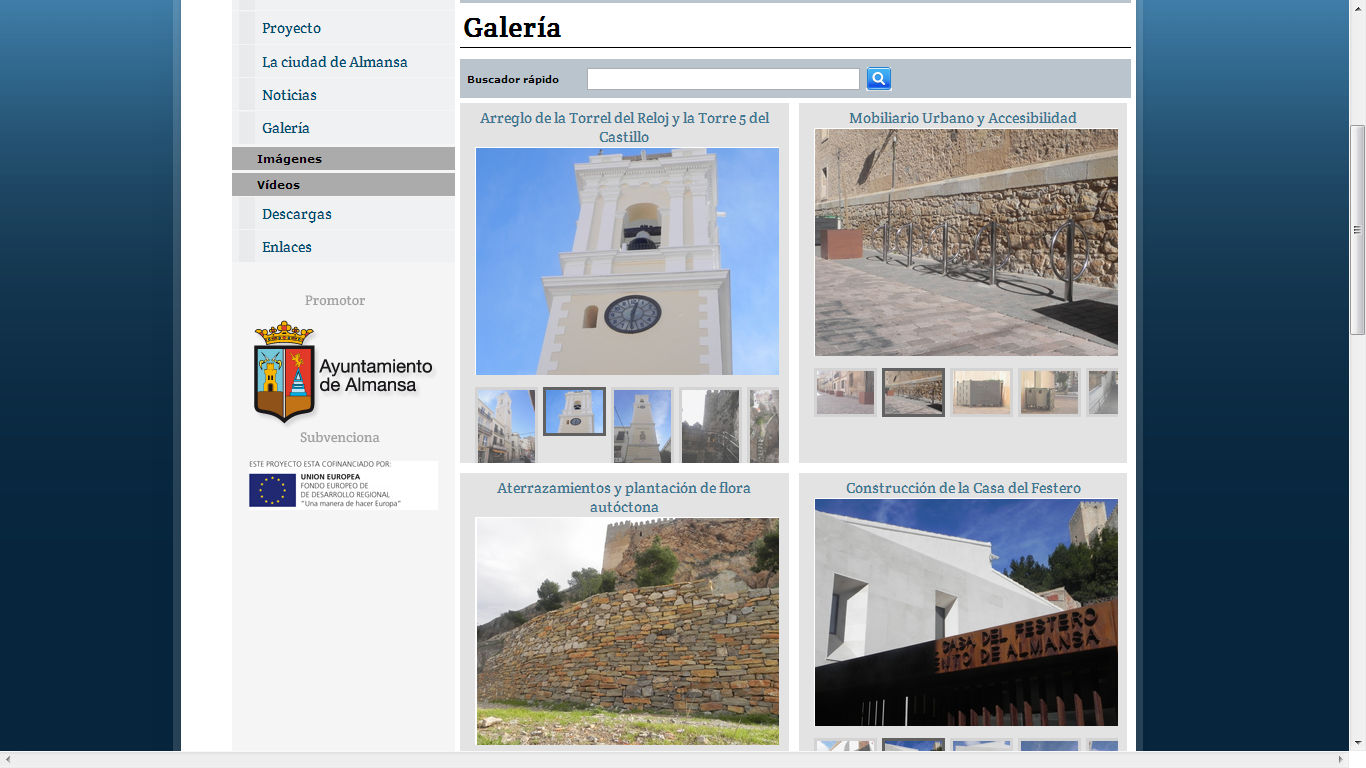 Proyecto
La ciudad de Almansa
Noticias
Galería
Imágenes
Vídeos
Descargas
Enlaces
Promotor
Ayuntamiento
de Almansa
Subvenciona
ESTE PROYECTO ESTA COFINANCIADO POR:
UNION EUROPEA
FONDO EUROPEO DE
DE DESARROLLO REGIONAL
"Una manera de hacer Europa"
Galería
Buscador rápido
Arreglo de la Torrel del Reloj y la Torre 5 del
Castillo
Mobiliario Urbano y Accesibilidad
Aterrazamientos y plantación de flora
autóctona
Construcción de la Casa del Festero
CASA DEL FESTERO
ENTO DE ALMANSA